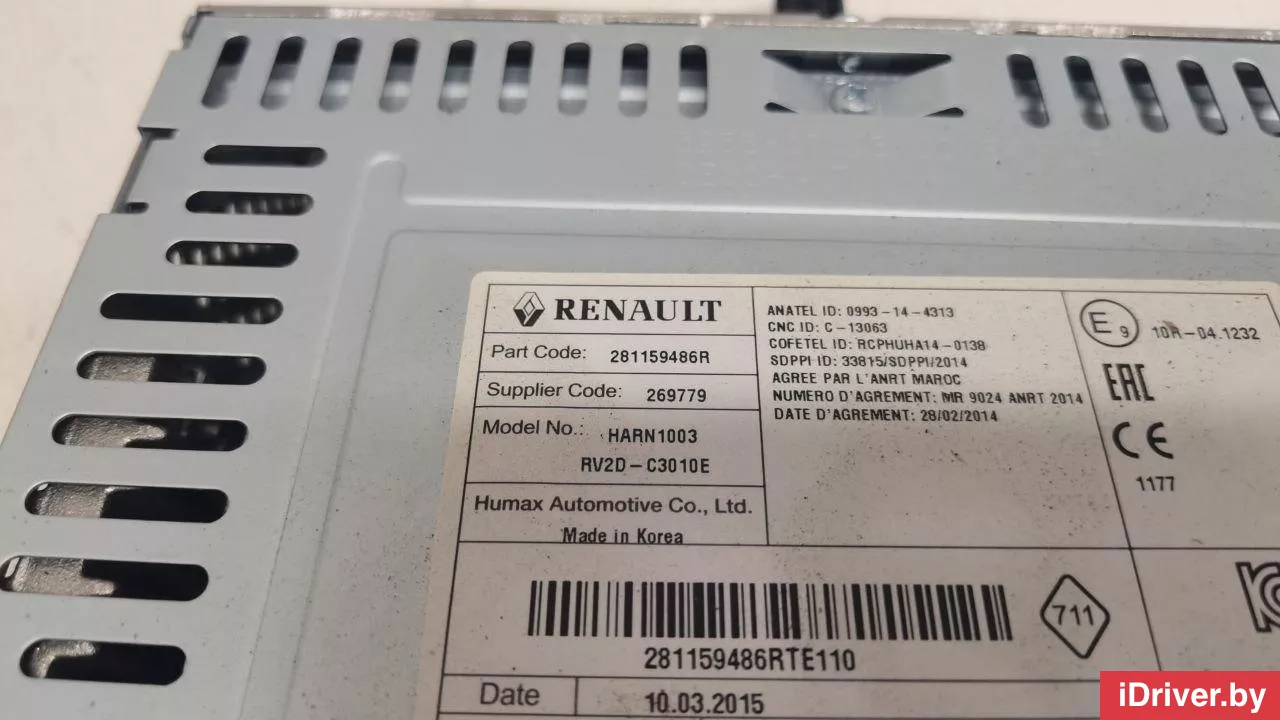 RENAULT
Part Code: 281159486R
Supplier Code: 269779
Model No.: HARN1003
RV2D-C3010E
Humax Automotive Co., Ltd.
Made in Korea
ANATEL ID: 0993-14-4313
CNC ID: C-13063
COFETEL ID: RCPHUHA14-0138
SDPPI ID: 33815/SDPPI/2014
AGREE PAR L'ANRT MAROC
NUMERO D'AGREMENT: MR 9024 ANRT 2014
DATE D'AGREMENT: 28/02/2014
E9 10R-04.1232
EAC
CE
1177
281159486RTE110
711
Date 10.03.2015
iDriver.by